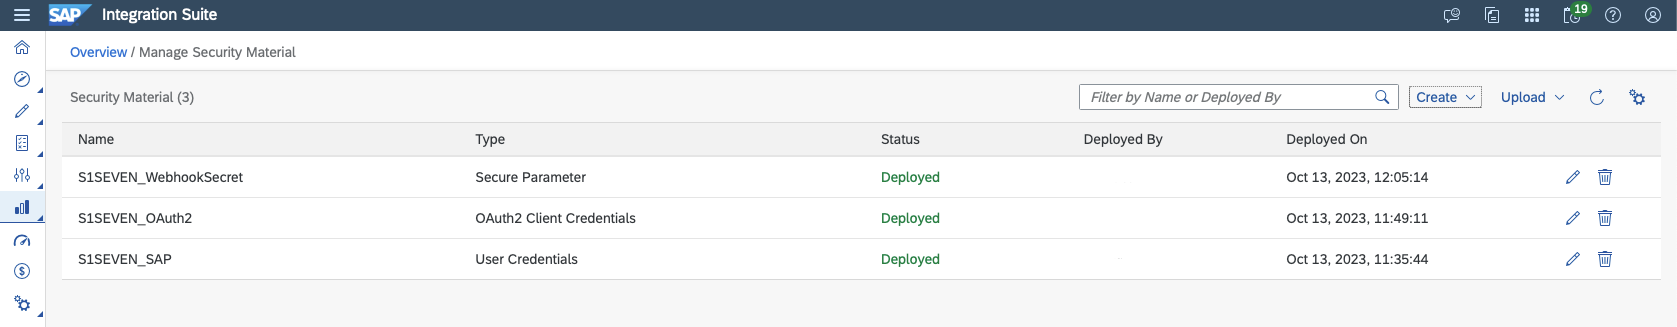 SAP Integration Suite 19
Overview / Manage Security Material
Security Material (3) Filter by Name or Deployed By Create Upload
Name Type Status Deployed By Deployed On
S1SEVEN_WebhookSecret Secure Parameter Deployed Oct 13, 2023, 12:05:14
S1SEVEN_OAuth2 OAuth2 Client Credentials Deployed Oct 13, 2023, 11:49:11
S1SEVEN_SAP User Credentials Deployed Oct 13, 2023, 11:35:44